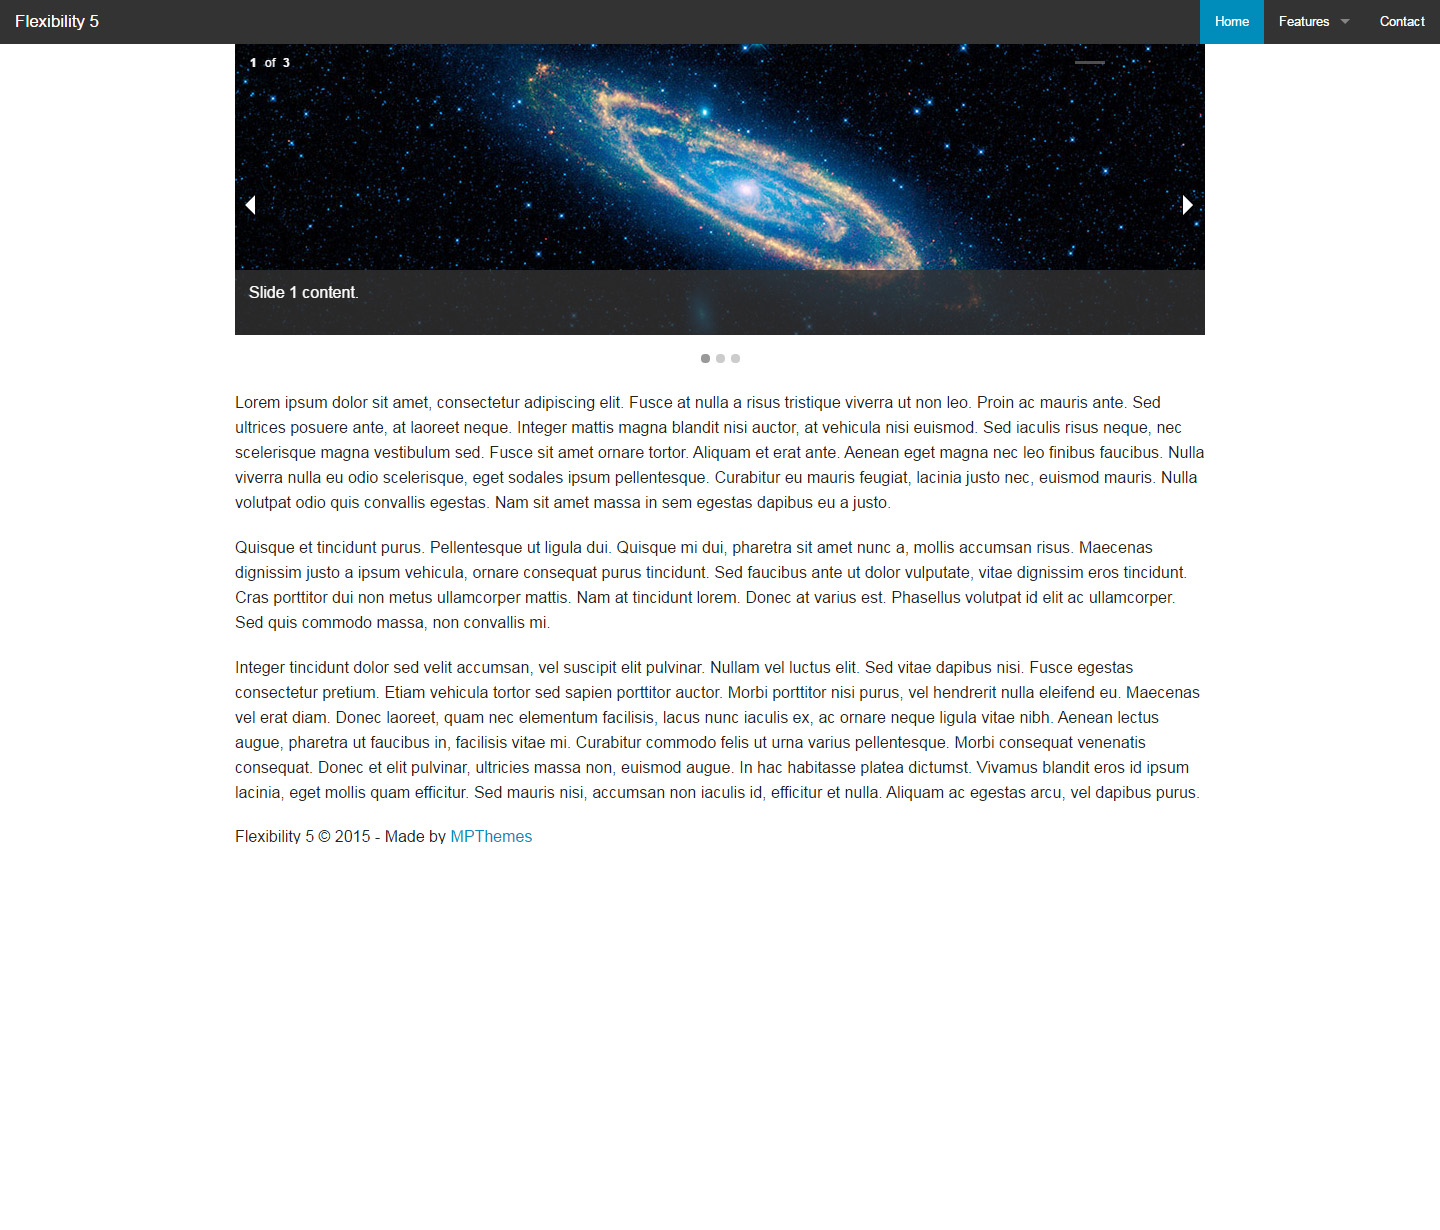 Flexibility 5
Home
Features
Contact
1 of 3
Slide 1 content.
Lorem ipsum dolor sit amet, consectetur adipiscing elit. Fusce at nulla a risus tristique viverra ut non leo. Proin ac mauris ante. Sed
ultrices posuere ante, at laoreet neque. Integer mattis magna blandit nisi auctor, at vehicula nisi euismod. Sed iaculis risus neque, nec
scelerisque magna vestibulum sed. Fusce sit amet ornare tortor. Aliquam et erat ante. Aenean eget magna nec leo finibus faucibus. Nulla
viverra nulla eu odio scelerisque, eget sodales ipsum pellentesque. Curabitur eu mauris feugiat, lacinia justo nec, euismod mauris. Nulla
volutpat odio quis convallis egestas. Nam sit amet massa in sem egestas dapibus eu a justo.
Quisque et tincidunt purus. Pellentesque ut ligula dui. Quisque mi dui, pharetra sit amet nunc a, mollis accumsan risus. Maecenas
dignissim justo a ipsum vehicula, ornare consequat purus tincidunt. Sed faucibus ante ut dolor vulputate, vitae dignissim eros tincidunt.
Cras porttitor dui non metus ullamcorper mattis. Nam at tincidunt lorem. Donec at varius est. Phasellus volutpat id elit ac ullamcorper.
Sed quis commodo massa, non convallis mi.
Integer tincidunt dolor sed velit accumsan, vel suscipit elit pulvinar. Nullam vel luctus elit. Sed vitae dapibus nisi. Fusce egestas
consectetur pretium. Etiam vehicula tortor sed sapien porttitor auctor. Morbi porttitor nisi purus, vel hendrerit nulla eleifend eu. Maecenas
vel erat diam. Donec laoreet, quam nec elementum facilisis, lacus nunc iaculis ex, ac ornare neque ligula vitae nibh. Aenean lectus
augue, pharetra ut faucibus in, facilisis vitae mi. Curabitur commodo felis ut urna varius pellentesque. Morbi consequat venenatis
consequat. Donec et elit pulvinar, ultricies massa non, euismod augue. In hac habitasse platea dictumst. Vivamus blandit eros id ipsum
lacinia, eget mollis quam efficitur. Sed mauris nisi, accumsan non iaculis id, efficitur et nulla. Aliquam ac egestas arcu, vel dapibus purus.
Flexibility 5 © 2015 - Made by MPThemes